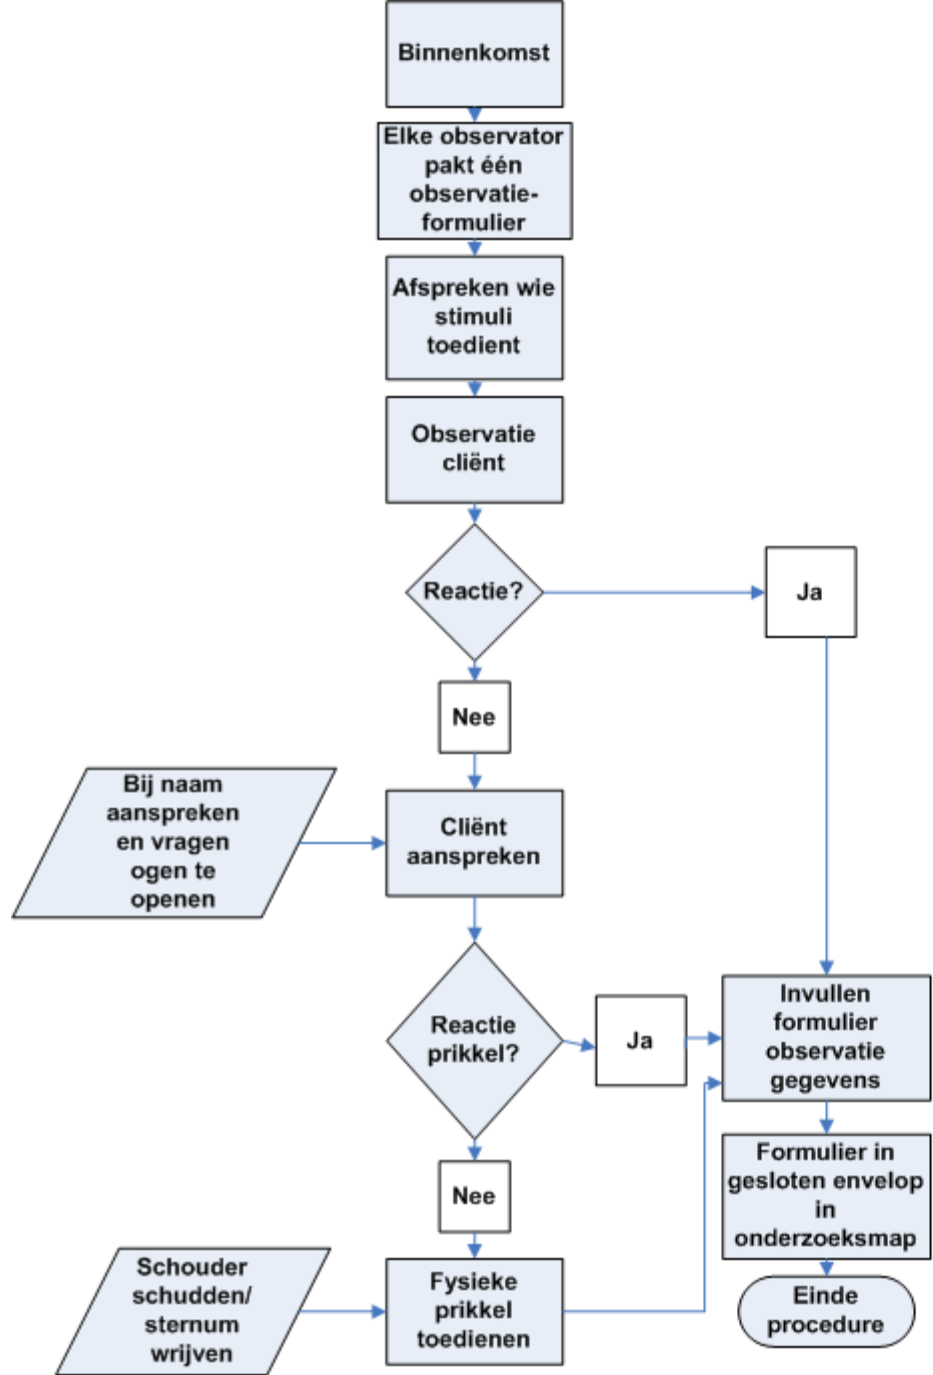 Binnenkomst
Elke observator
pakt één
observatie-
formulier
Afspreken wie
stimuli
toedient
Observatie
cliënt
Reactie?
Ja
Nee
Bij naam
aanspreken
en vragen
ogen te
openen
Cliënt
aanspreken
Reactie
prikkel?
Ja
Invullen
formulier
observatie
gegevens
Nee
Formulier in
gesloten envelop
in
onderzoeksmap
Schouder
schudden/
sternum
wrijven
Fysieke
prikkel
toedienen
Einde
procedure